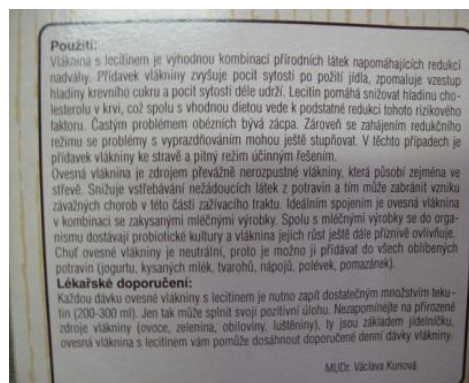 Použití:
Vláknina s lecitinem je výhodnou kombinací přírodních látek napomáhajících redukci
nadváhy. Přídavek vlákniny zvyšuje pocit sytosti po požití jídla, zpomaluje vzestup
hladiny krevního cukru a pocit sytosti déle udrží. Lecitin pomáhá snižovat hladinu cho-
lesterolu v krvi, což spolu s vhodnou dietou vede k podstatné redukci tohoto rizikového
faktoru. Častým problémem obézních bývá zácpa. Zároveň se zahájením redukčního
režimu se problémy s vyprazdňováním mohou ještě stupňovat. V těchto případech je
přídavek vlákniny ke stravě a pitný režim účinným řešením.
Ovesná vláknina je zdrojem převážně nerozpustné vlákniny, která působí zejména ve
střevě. Snižuje vstřebávání nežádoucích látek z potravin a tím může zabránit vzniku
závažných chorob v této části zažívacího traktu. Ideálním spojením je ovesná vláknina
v kombinaci se zakysanými mléčnými výrobky. Spolu s mléčnými výrobky se do orga-
nismu dostávají probiotické kultury a vláknina jejich růst ještě dále příznivě ovlivňuje.
Chuť ovesné vlákniny je neutrální, proto je možno ji přidávat do všech oblíbených
potravin (jogurtu, kysaných mlék, tvarohů, nápojů, polévek, pomazánek).
Lékařské doporučení:
Každou dávku ovesné vlákniny s lecitinem je nutno zapít dostatečným množstvím teku-
tin (200-300 ml). Jen tak může splnit svoji pozitivní úlohu. Nezapomínejte na přirozené
zdroje vlákniny (ovoce, zelenina, obiloviny, luštěniny), ty jsou základem jídelníčku,
ovesná vláknina s lecitinem vám pomůže dosáhnout doporučené denní dávky vlákniny.
MUDr. Václava Kunová